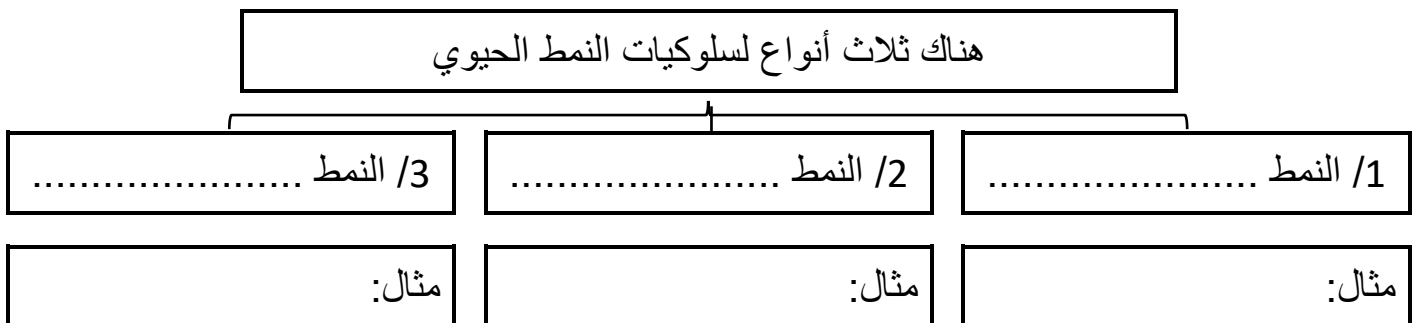 هناك ثلاث أنواع لسلوكيات النمط الحيوي
1/ النمط .......................
2/ النمط .......................
3/ النمط .......................
مثال:
مثال:
مثال: